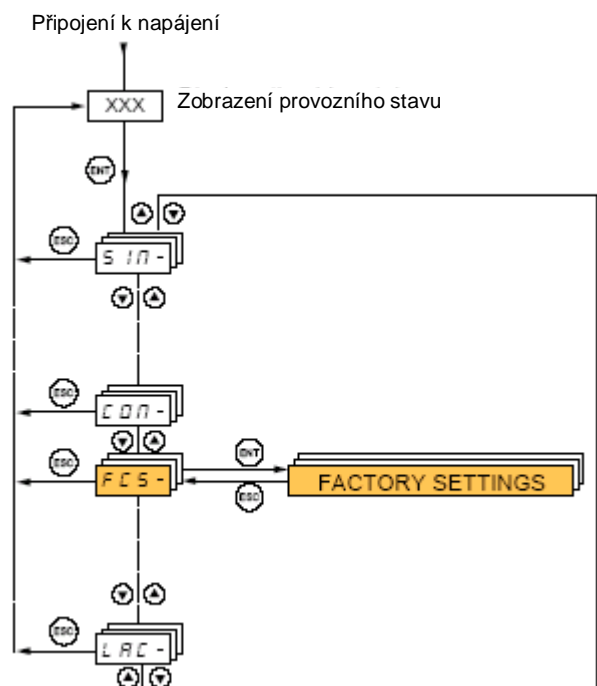 Připojení k napájení
XXX
Zobrazení provozního stavu
ENT
ESC
SIM-
ESC
COM-
ESC
FCS-
ENT
ESC
FACTORY SETTINGS
ESC
LAC-